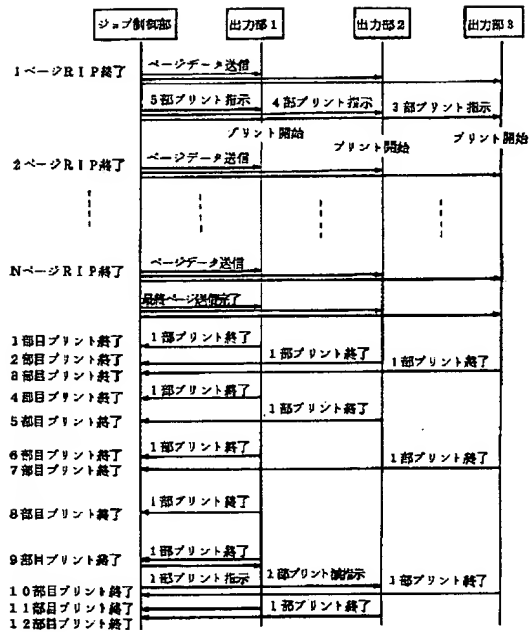 ジョブ制御部 出力部1 出力部2 出力部3
ページデータ送信
1ページRIP終了
5部プリント指示 4部プリント指示 3部プリント指示
プリント開始 プリント開始 プリント開始
ページデータ送信
2ページRIP終了
ページデータ送信
NページRIP終了
最終ページ送信完了
1部目プリント終了 1部プリント終了
2部目プリント終了 1部プリント終了
3部目プリント終了 1部プリント終了
4部目プリント終了 1部プリント終了
5部目プリント終了 1部プリント終了
6部目プリント終了 1部プリント終了
7部目プリント終了 1部プリント終了
8部目プリント終了 1部プリント終了
9部目プリント終了 1部プリント終了
1部プリント指示 1部プリント減指示
10部目プリント終了 1部プリント終了
11部目プリント終了 1部プリント終了
12部目プリント終了